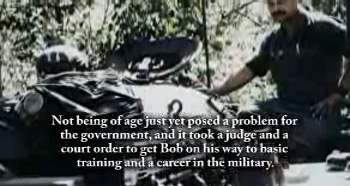 Not being of age just yet posed a problem for
the government, and it took a judge and a
court order to get Bob on his way to basic
training and a career in the military.